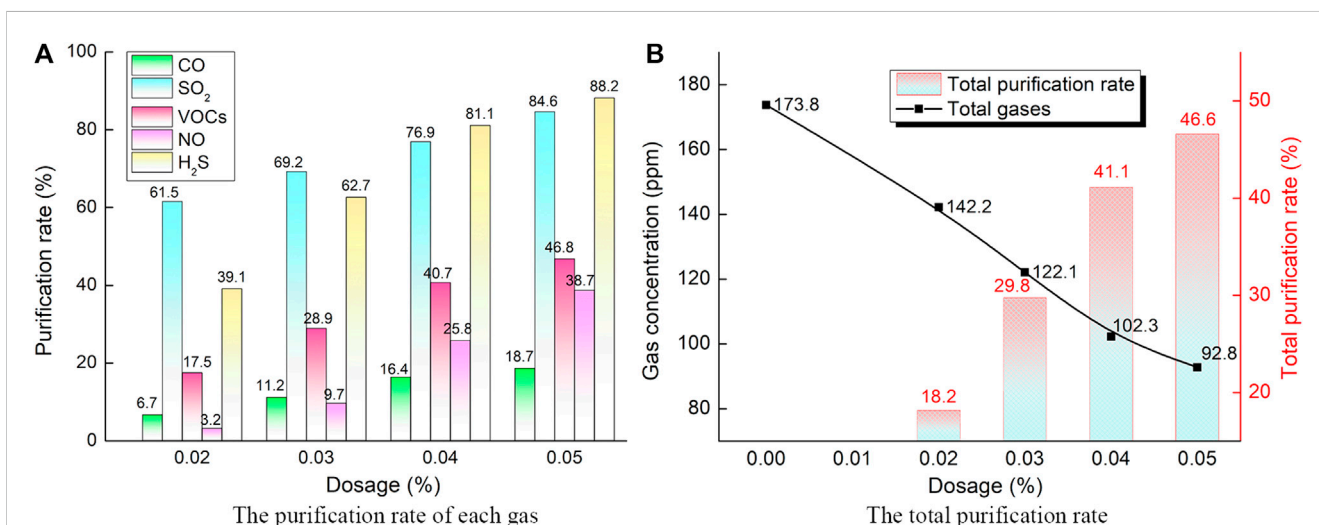 A
100
80
60
40
20
0
Purification rate (%)
CO
SO2
VOCs
NO
H2S
6.7
61.5
17.5
3.2
39.1
11.2
69.2
28.9
9.7
62.7
16.4
76.9
40.7
25.8
81.1
18.7
84.6
46.8
38.7
88.2
0.02 0.03 0.04 0.05
Dosage (%)
The purification rate of each gas
B
180
160
140
120
100
80
Gas concentration (ppm)
Total purification rate
Total gases
173.8
142.2
122.1
102.3
92.8
18.2
29.8
41.1
46.6
50
40
30
20
Total purification rate (%)
0.00 0.01 0.02 0.03 0.04 0.05
Dosage (%)
The total purification rate